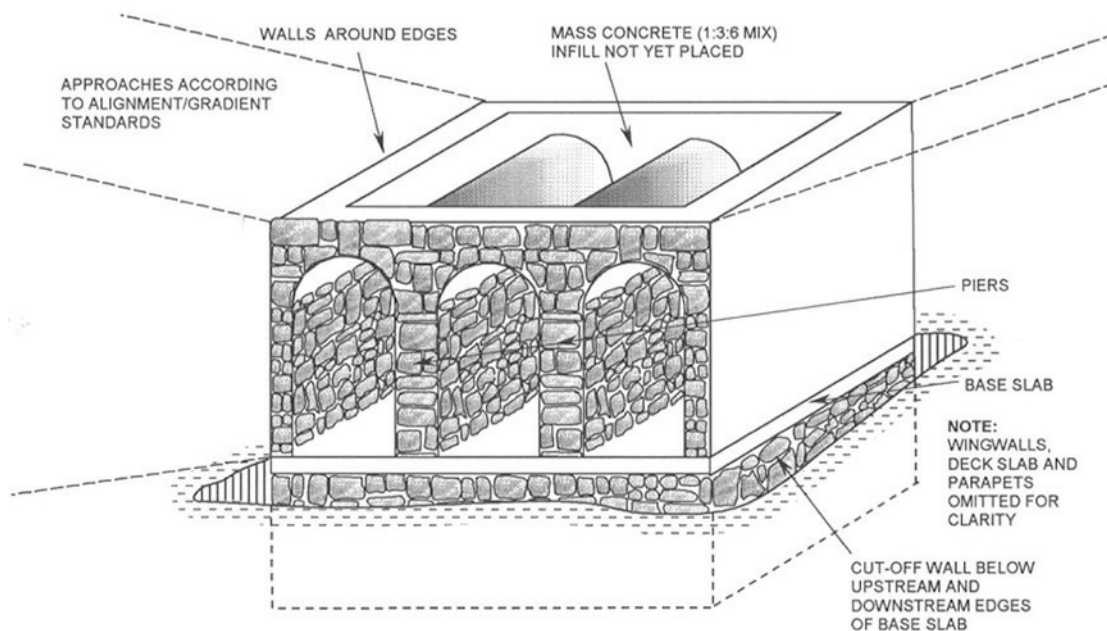 WALLS AROUND EDGES
MASS CONCRETE (1:3:6 MIX)
INFILL NOT YET PLACED
APPROACHES ACCORDING
TO ALIGNMENT/GRADIENT
STANDARDS
PIERS
BASE SLAB
NOTE:
WINGWALLS,
DECK SLAB AND
PARAPETS
OMITTED FOR
CLARITY
CUT-OFF WALL BELOW
UPSTREAM AND
DOWNSTREAM EDGES
OF BASE SLAB